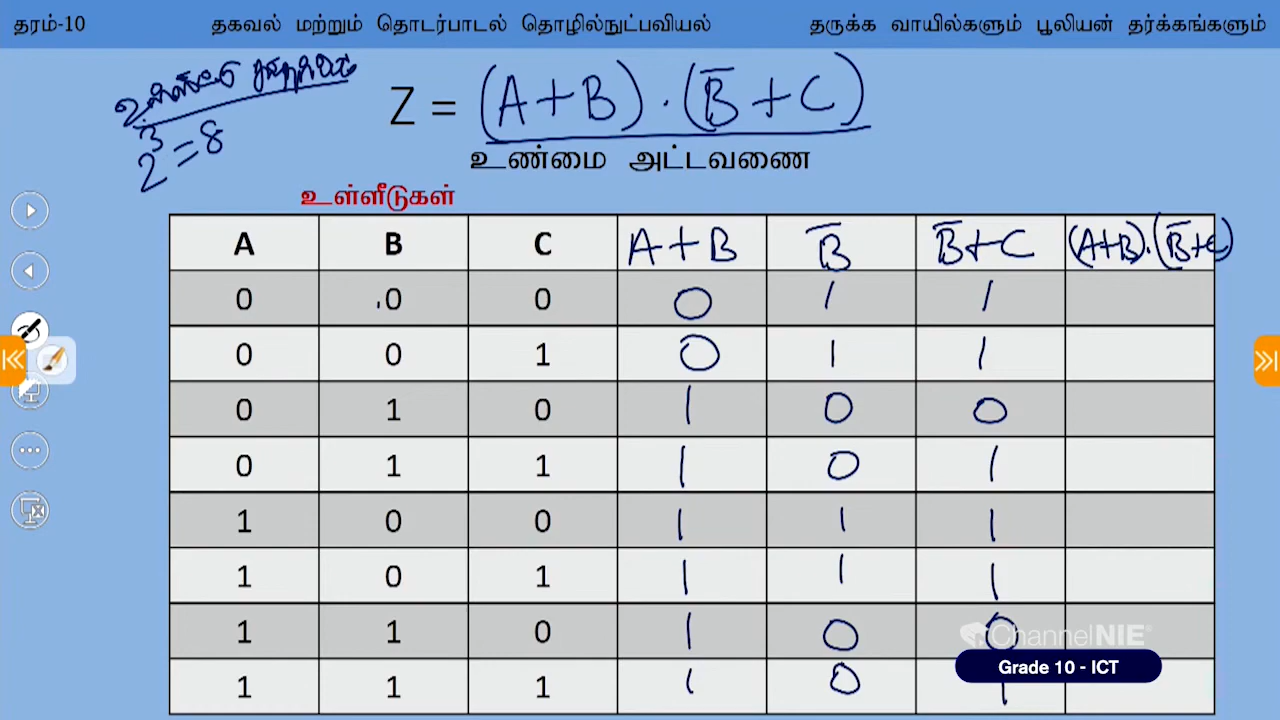 தரம்-10 தகவல் மற்றும் தொடர்பாடல் தொழில்நுட்பவியல் தருக்க வாயில்களும் பூலியன் தர்க்கங்களும்
Z = (A+B)·(B̅+C)
2³=8
உண்மை அட்டவணை
உள்ளீடுகள்
A B C A+B B̅ B̅+C (A+B)·(B̅+C)
0 0 0 0 1 1
0 0 1 0 1 1
0 1 0 1 0 0
0 1 1 1 0 1
1 0 0 1 1 1
1 0 1 1 1 1
1 1 0 1 0 0
ChannelNIE
Grade 10 - ICT
1 1 1 1 0 1